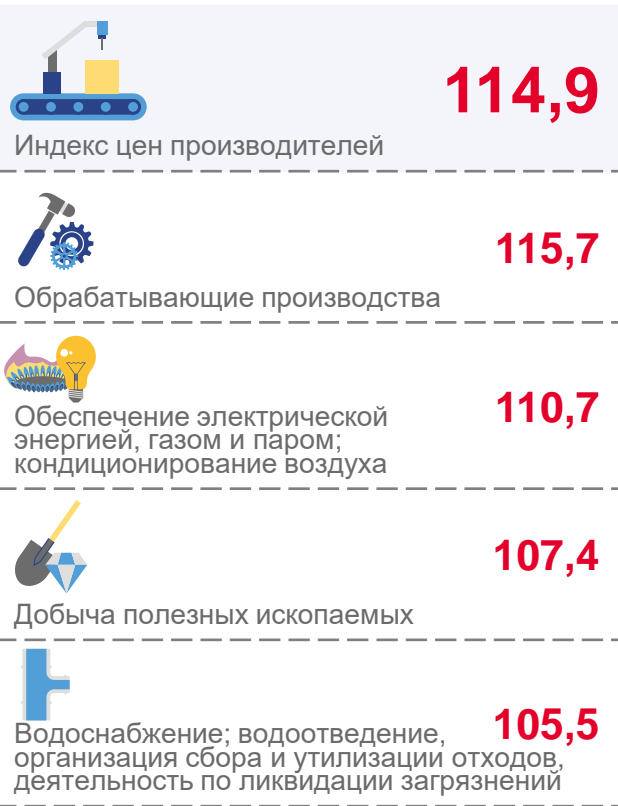 114,9
Индекс цен производителей
115,7
Обрабатывающие производства
110,7
Обеспечение электрической
энергией, газом и паром;
кондиционирование воздуха
107,4
Добыча полезных ископаемых
105,5
Водоснабжение; водоотведение,
организация сбора и утилизации отходов,
деятельность по ликвидации загрязнений